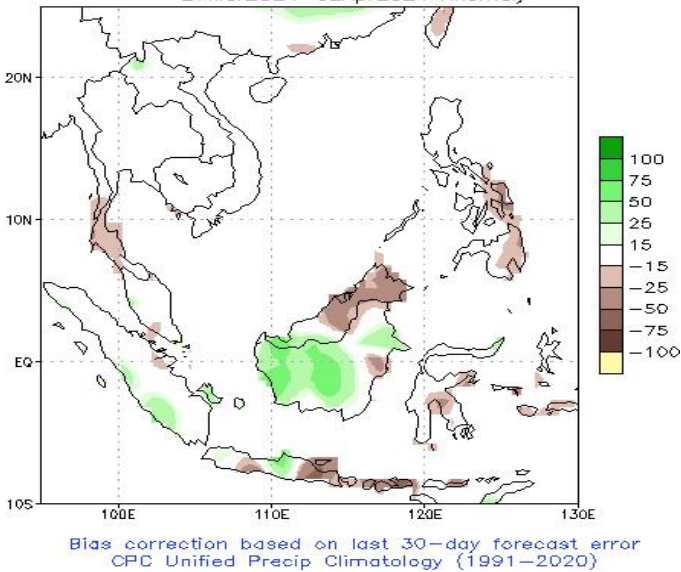 20N
10N
EQ
10S
100E
110E
120E
130E
100
75
50
25
15
-15
-25
-50
-75
-100
Bias correction based on last 30-day forecast error
CPC Unified Precip Climatology (1991-2020)